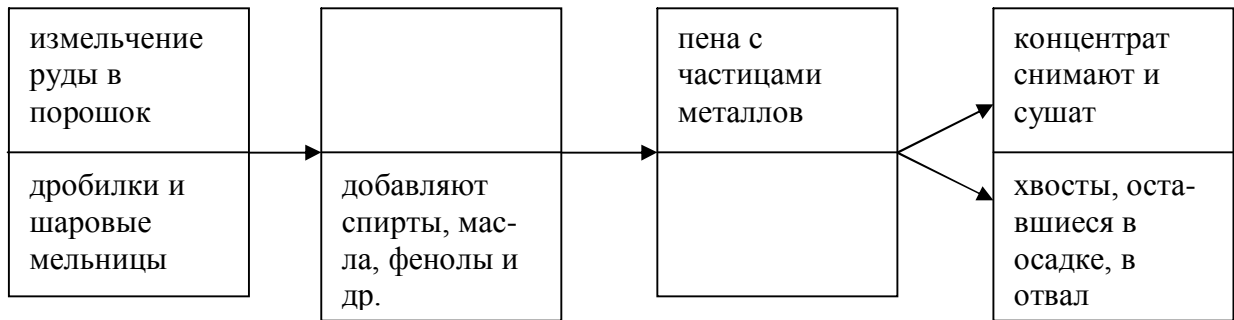 измельчение
руды в
порошок
дробилки и
шаровые
мельницы
добавляют
спирты, мас-
ла, фенолы и
др.
пена с
частицами
металлов
концентрат
снимают и
сушат
хвосты, оста-
вшиеся в
осадке, в
отвал